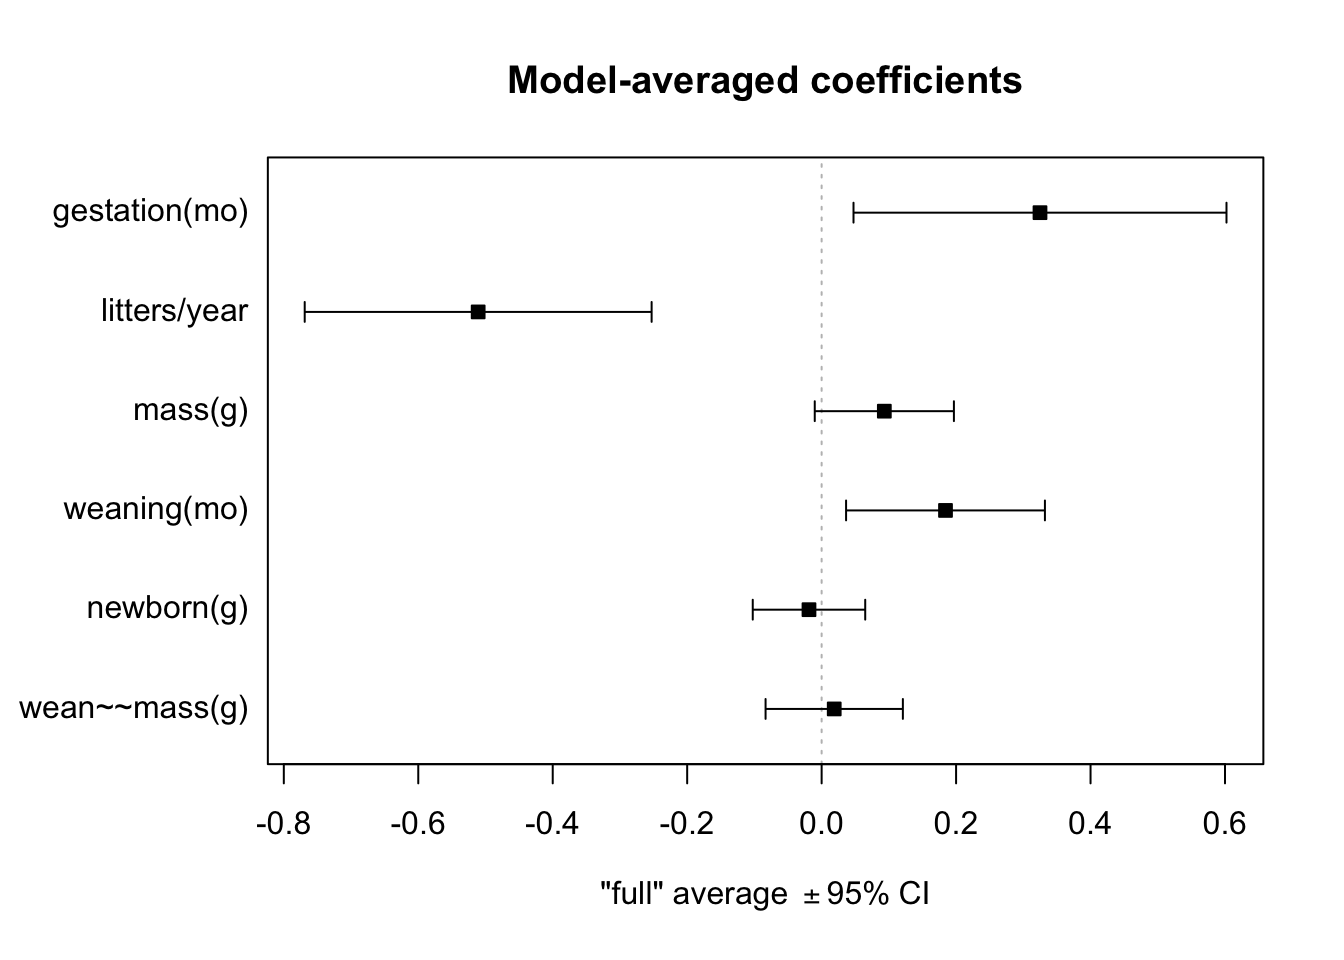 Model-averaged coefficients
gestation(mo)
litters/year
mass(g)
weaning(mo)
newborn(g)
wean~~mass(g)
-0.8 -0.6 -0.4 -0.2 0.0 0.2 0.4 0.6
"full" average ± 95% CI